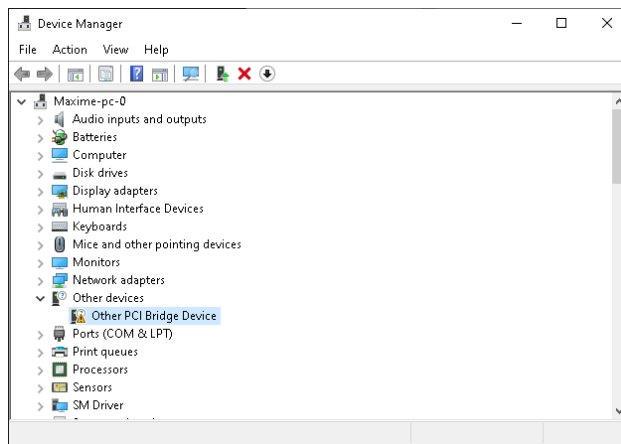 Device Manager
File Action View Help
Maxime-pc-0
Audio inputs and outputs
Batteries
Computer
Disk drives
Display adapters
Human Interface Devices
Keyboards
Mice and other pointing devices
Monitors
Network adapters
Other devices
Other PCI Bridge Device
Ports (COM & LPT)
Print queues
Processors
Sensors
SM Driver